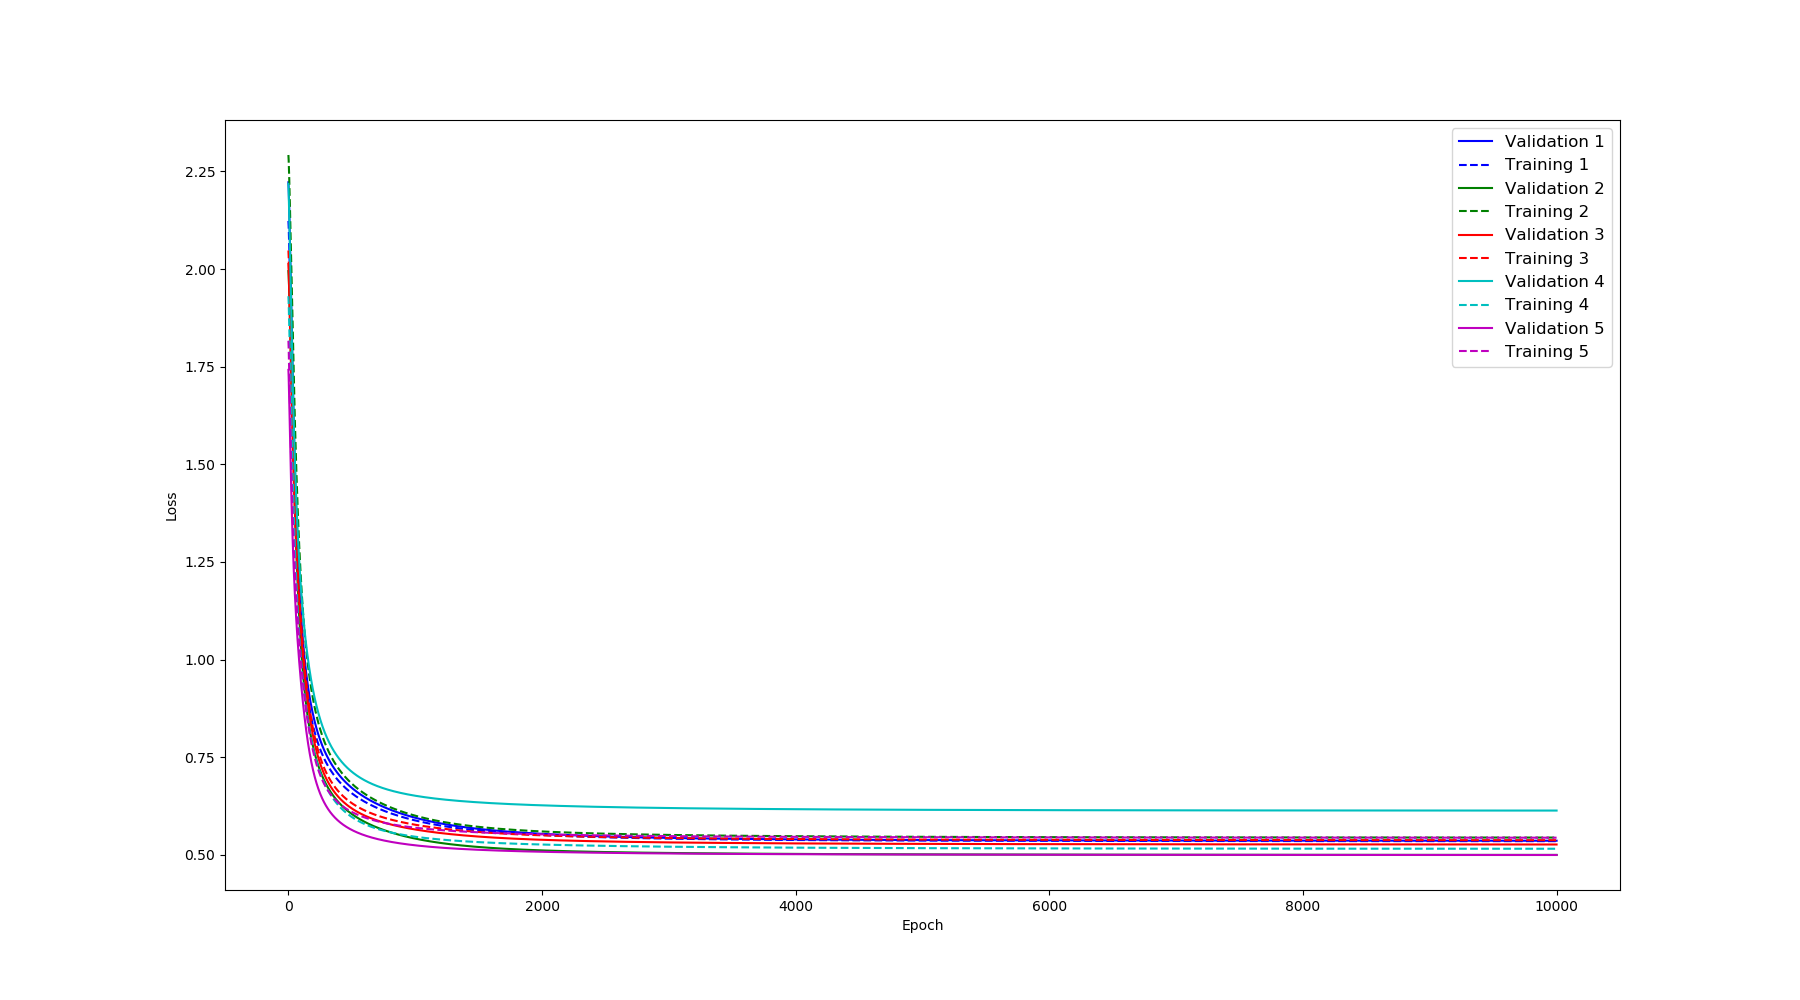 2.25
2.00
1.75
1.50
1.25
1.00
0.75
0.50
Loss
0
2000
4000
6000
8000
10000
Epoch
Validation 1
Training 1
Validation 2
Training 2
Validation 3
Training 3
Validation 4
Training 4
Validation 5
Training 5